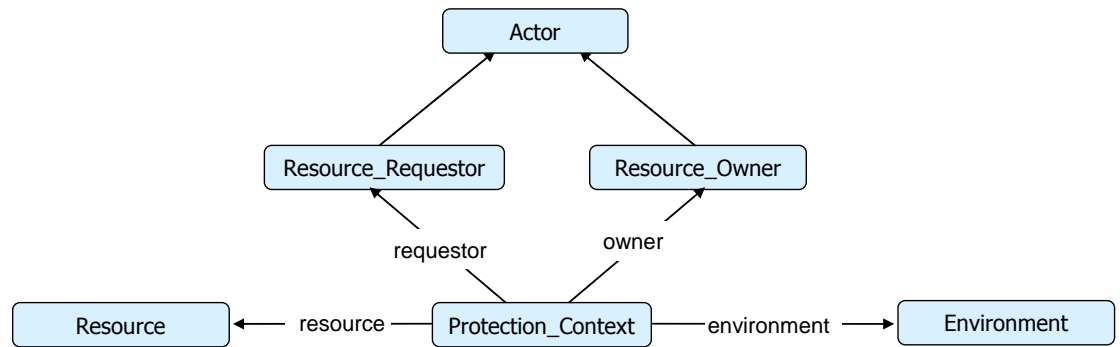 Actor
Resource_Requestor
Resource_Owner
requestor
owner
Resource
resource
Protection_Context
environment
Environment